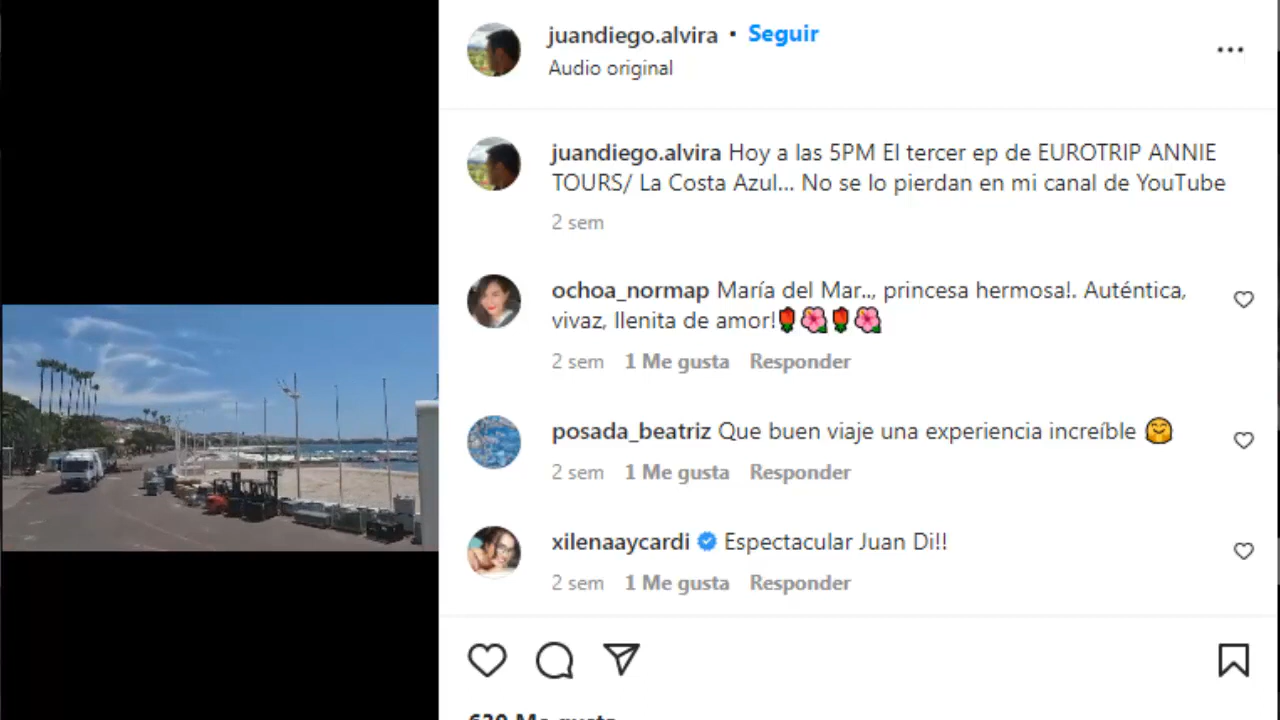 juandiego.alvira • Seguir
Audio original
juandiego.alvira Hoy a las 5PM El tercer ep de EUROTRIP ANNIE
TOURS/ La Costa Azul... No se lo pierdan en mi canal de YouTube
2 sem
ochoa_normap María del Mar.., princesa hermosa!. Auténtica,
vivaz, llenita de amor!🌹🌺🌹🌺
2 sem 1 Me gusta Responder
posada_beatriz Que buen viaje una experiencia increíble 🤗
2 sem 1 Me gusta Responder
xilenaaycardi Espectacular Juan Di!!
2 sem 1 Me gusta Responder
639 Me gusta